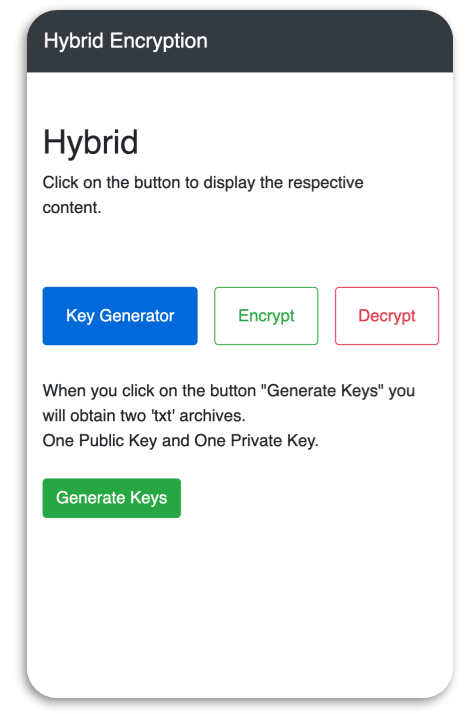 Hybrid Encryption
Hybrid
Click on the button to display the respective
content.
Key Generator
Encrypt
Decrypt
When you click on the button "Generate Keys" you
will obtain two 'txt' archives.
One Public Key and One Private Key.
Generate Keys